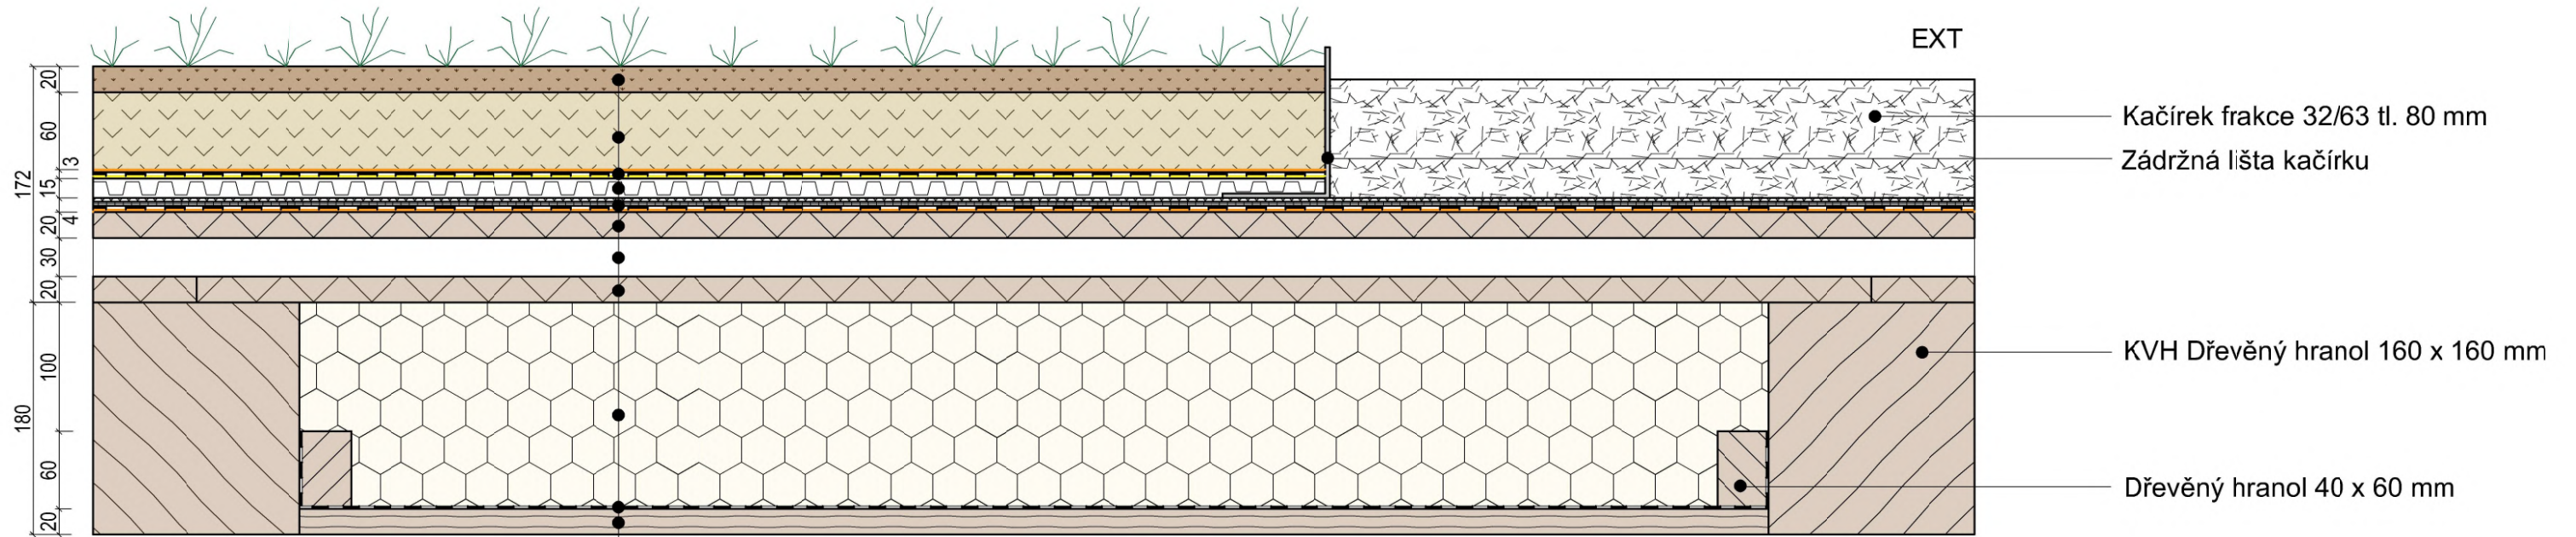 EXT
Kačírek frakce 32/63 tl. 80 mm
Zádržná lišta kačírku
KVH Dřevěný hranol 160 x 160 mm
Dřevěný hranol 40 x 60 mm
20
60
3
15
4
20
30
20
172
100
60
20
180